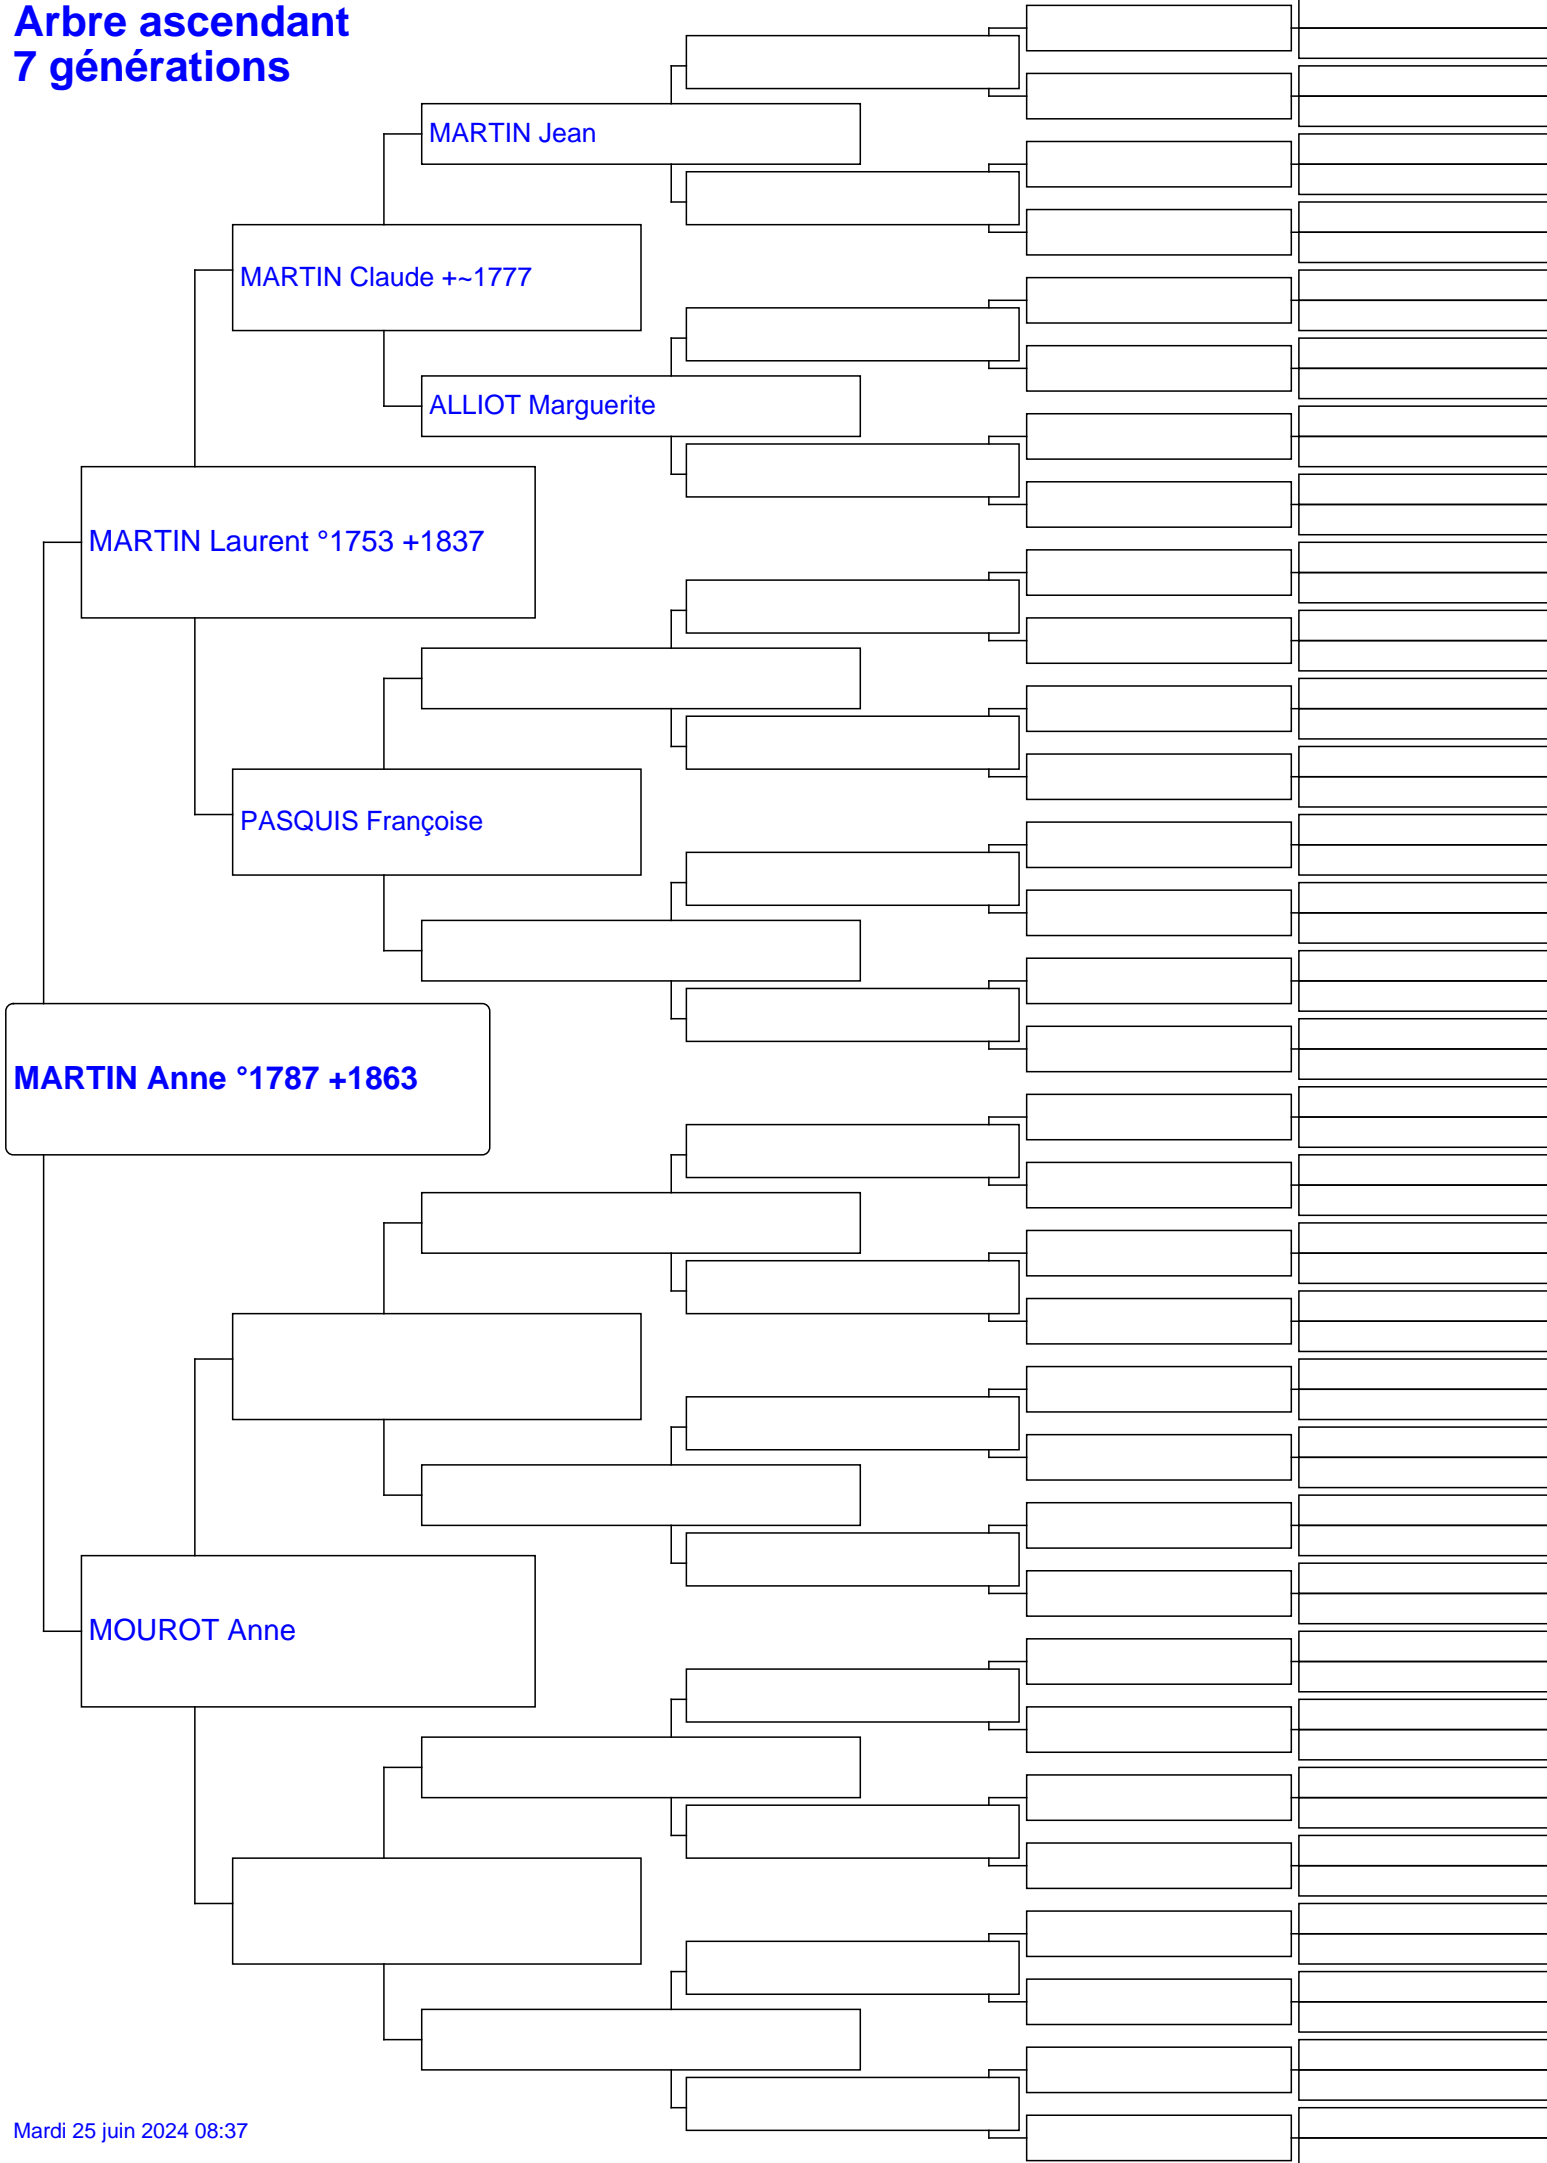 Arbre ascendant
7 générations
MARTIN Jean
MARTIN Claude +~1777
ALLIOT Marguerite
MARTIN Laurent °1753 +1837
PASQUIS Françoise
MARTIN Anne °1787 +1863
MOUROT Anne
Mardi 25 juin 2024 08:37